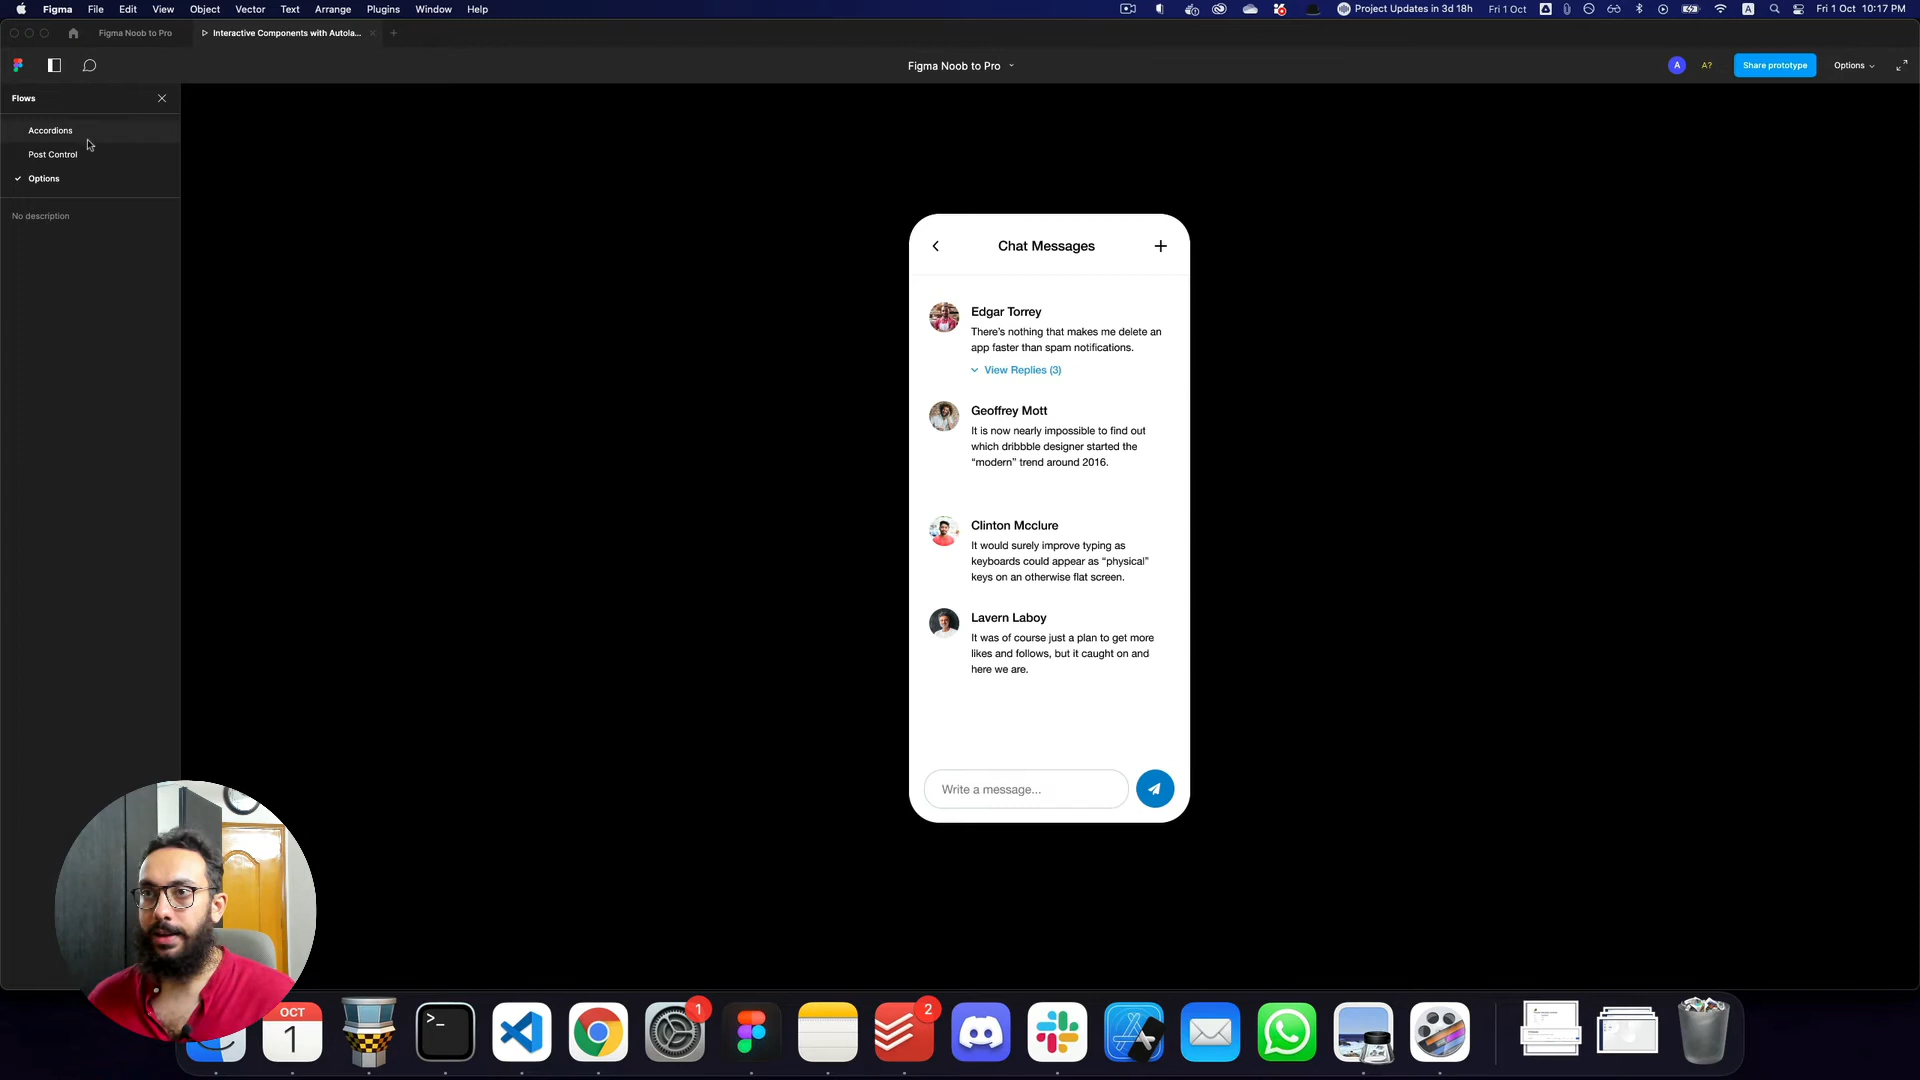 Figma File Edit View Object Vector Text Arrange Plugins Window Help
Project Updates in 3d 18h Fri 1 Oct A Fri 1 Oct 10:17 PM
Figma Noob to Pro
Interactive Components with Autola...
Figma Noob to Pro
A
A?
Share prototype
Options
Flows
Accordions
Post Control
Options
No description
Chat Messages
Edgar Torrey
There's nothing that makes me delete an
app faster than spam notifications.
View Replies (3)
Geoffrey Mott
It is now nearly impossible to find out
which dribbble designer started the
“modern” trend around 2016.
Clinton Mcclure
It would surely improve typing as
keyboards could appear as “physical”
keys on an otherwise flat screen.
Lavern Laboy
It was of course just a plan to get more
likes and follows, but it caught on and
here we are.
Write a message...
OCT
1
>_
1
2